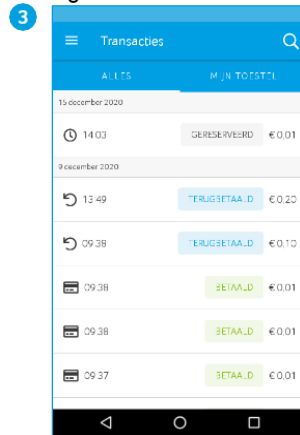 3
Transacties
ALLES MIJN TOESTEL
15 december 2020
14:03 GERESERVEERD €0,01
9 december 2020
13:49 TERUGBETAALD €0,20
09:38 TERUGBETAALD €0,10
09:38 BETAALD €0,01
09:38 BETAALD €0,01
09:37 BETAALD €0,01